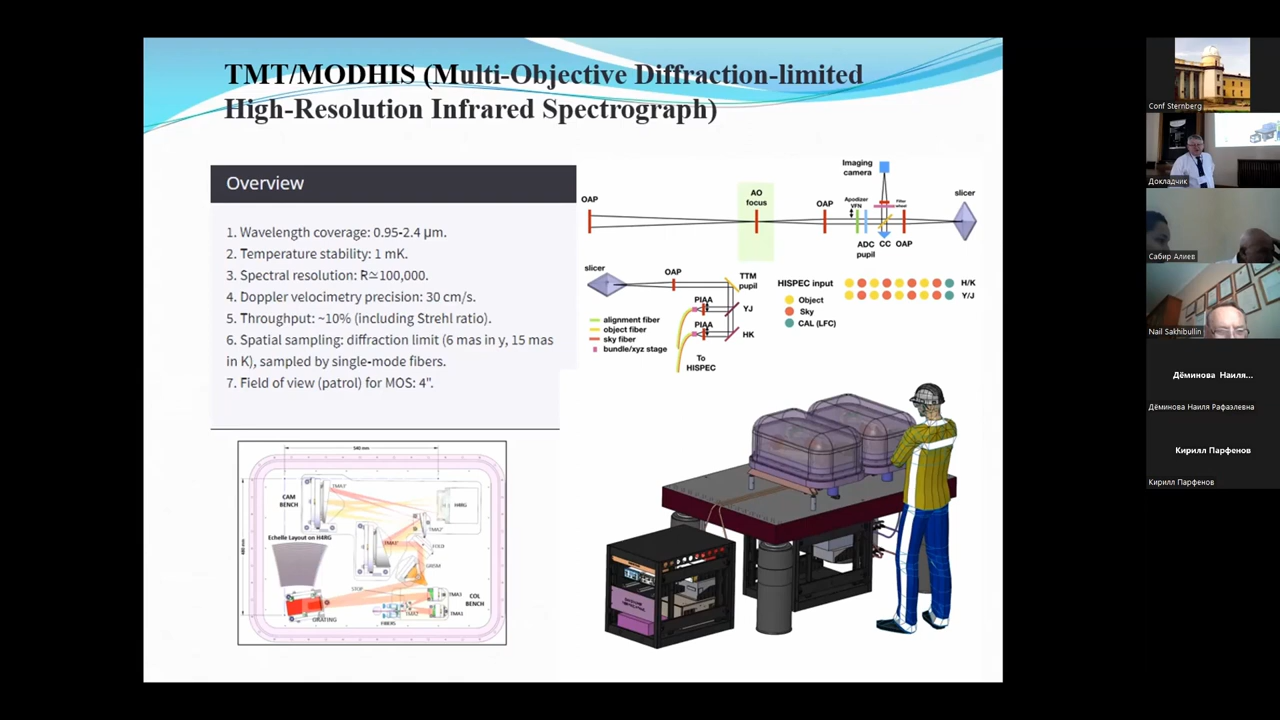 TMT/MODHIS (Multi-Objective Diffraction-limited
High-Resolution Infrared Spectrograph)
Overview
1. Wavelength coverage: 0.95-2.4 μm.
2. Temperature stability: 1 mK.
3. Spectral resolution: R≃100,000.
4. Doppler velocimetry precision: 30 cm/s.
5. Throughput: ~10% (including Strehl ratio).
6. Spatial sampling: diffraction limit (6 mas in y, 15 mas
in K), sampled by single-mode fibers.
7. Field of view (patrol) for MOS: 4".
OAP
AO
focus
OAP
Imaging
camera
Apodizer
VFN
Filter
wheel
slicer
ADC CC OAP
pupil
slicer
OAP
TTM
pupil
PIAA
YJ
PIAA
HK
To
HISPEC
alignment fiber
object fiber
sky fiber
bundle/xyz stage
HISPEC input
H/K
Y/J
Object
Sky
CAL (LFC)
540 mm
CAM
BENCH
H4RG
Echelle Layout on H4RG
GRISM
STOP
COL
BENCH
GRATING
FIBERS
Conf Sternberg
Докладчик
Сабир Алиев
Nail Sakhibullin
Дёминова Наиля...
Дёминова Наиля Рафаэлевна
Кирилл Парфенов
Кирилл Парфенов